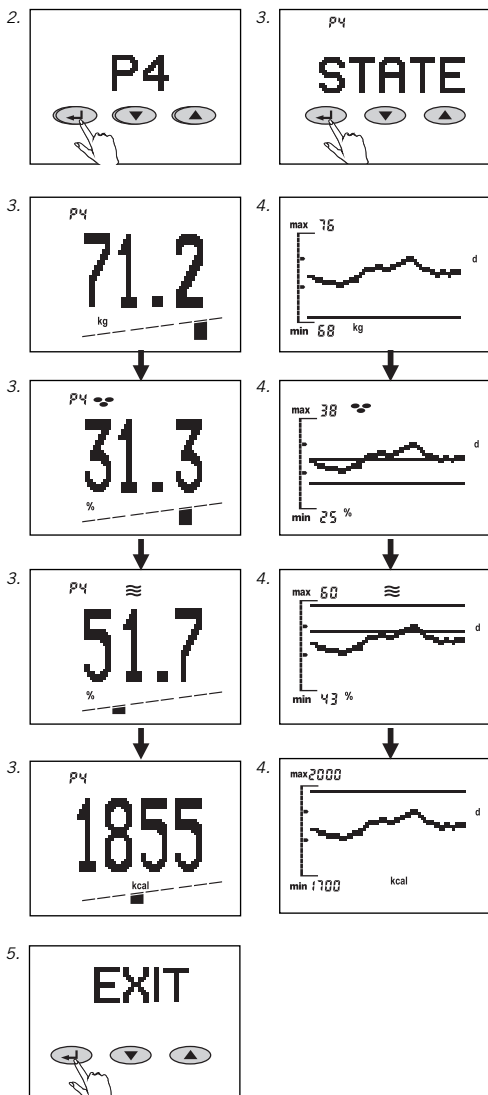 2.
P4
3.
P4
STATE
3.
P4
71.2
kg
4.
max 76
d
min 68 kg
3.
P4
31.3
%
4.
max 38
d
min 25 %
3.
P4
51.7
%
4.
max 60
d
min 43 %
3.
P4
1855
kcal
4.
max 2000
d
min 1700 kcal
5.
EXIT